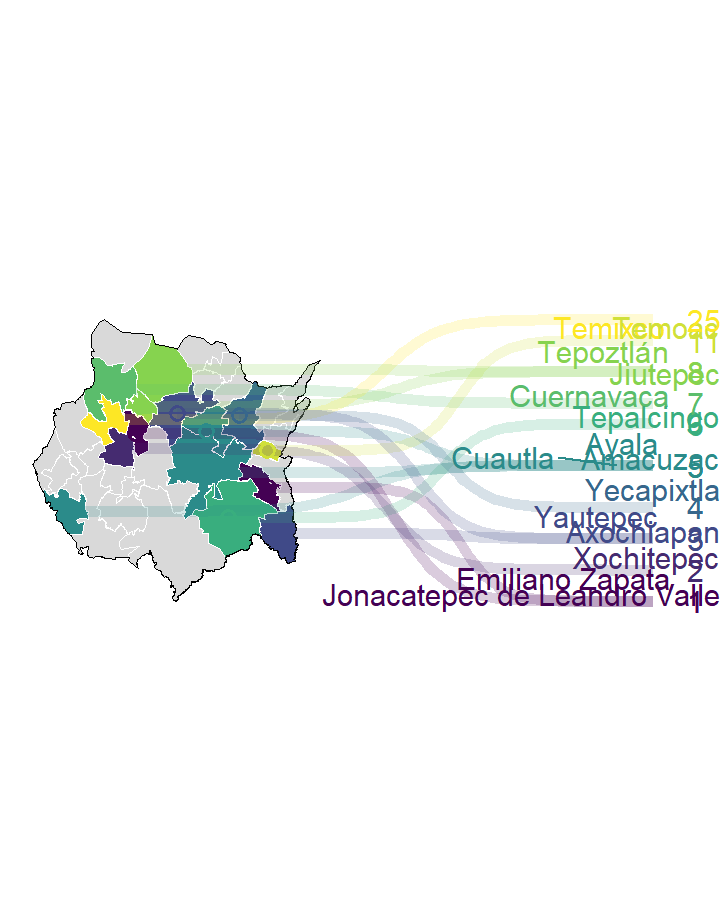 25
Temixco Temoac
11
Tepoztlán
8
Jiutepec
7
Cuernavaca
6
Tepalcingo
Ayala
Cuautla
Amacuzac
5
Yecapixtla
4
Yautepec
Axochiapan
3
Xochitepec
2
Emiliano Zapata
Jonacatepec de Leandro Valle
1